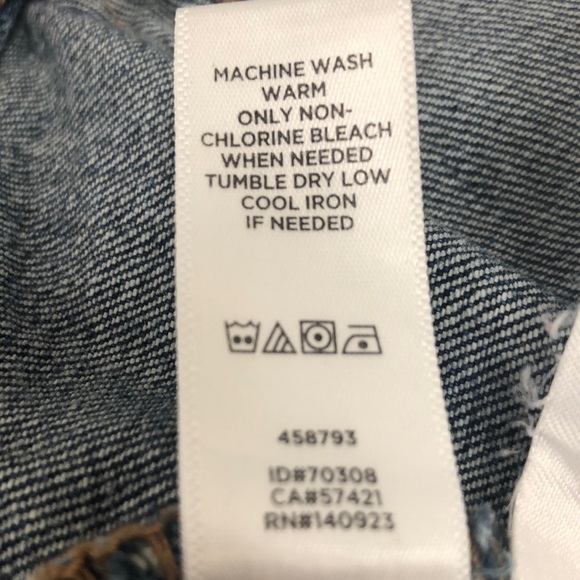 MACHINE WASH
WARM
ONLY NON-
CHLORINE BLEACH
WHEN NEEDED
TUMBLE DRY LOW
COOL IRON
IF NEEDED
458793
ID#70308
CA#57421
RN#140923